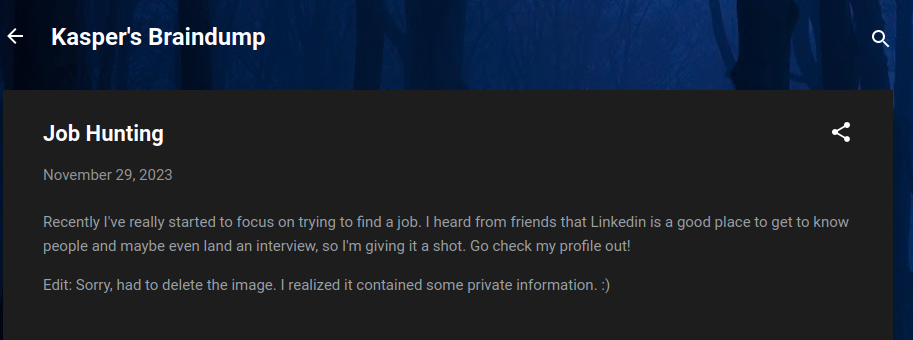 Kasper's Braindump
Job Hunting
November 29, 2023
Recently I've really started to focus on trying to find a job. I heard from friends that Linkedin is a good place to get to know
people and maybe even land an interview, so I'm giving it a shot. Go check my profile out!
Edit: Sorry, had to delete the image. I realized it contained some private information. :)